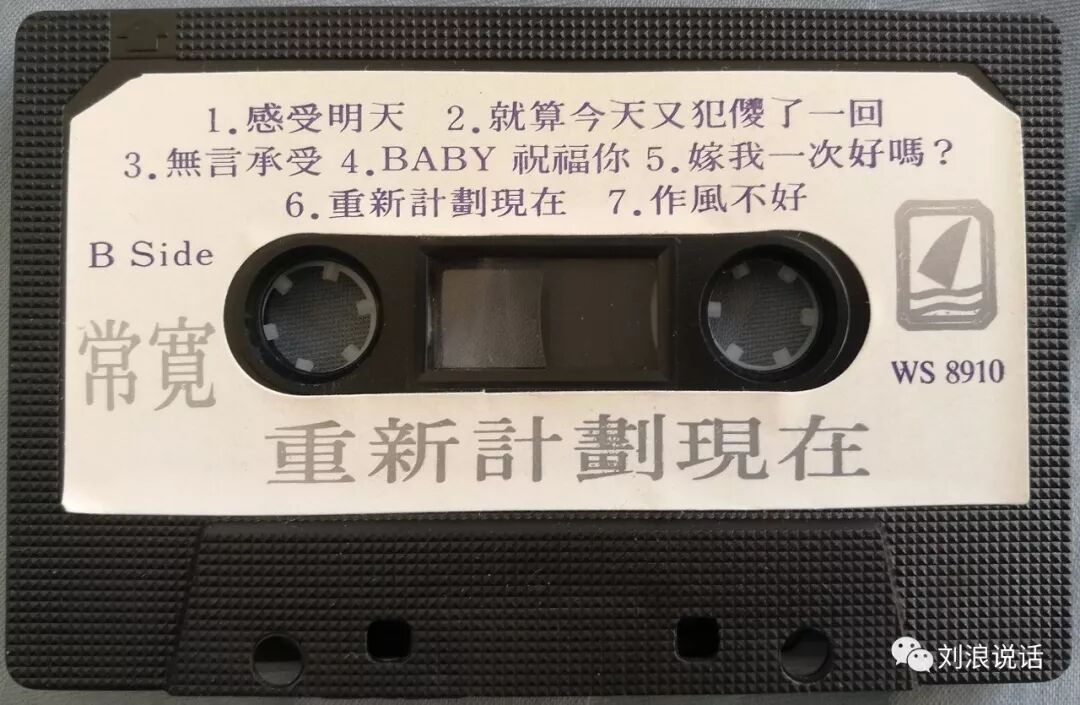 1.感受明天 2.就算今天又犯傻了一回
3.無言承受 4.BABY 祝福你 5.嫁我一次好嗎？
6.重新計劃現在 7.作風不好
B Side
常寬
WS 8910
重新計劃現在
刘浪说话